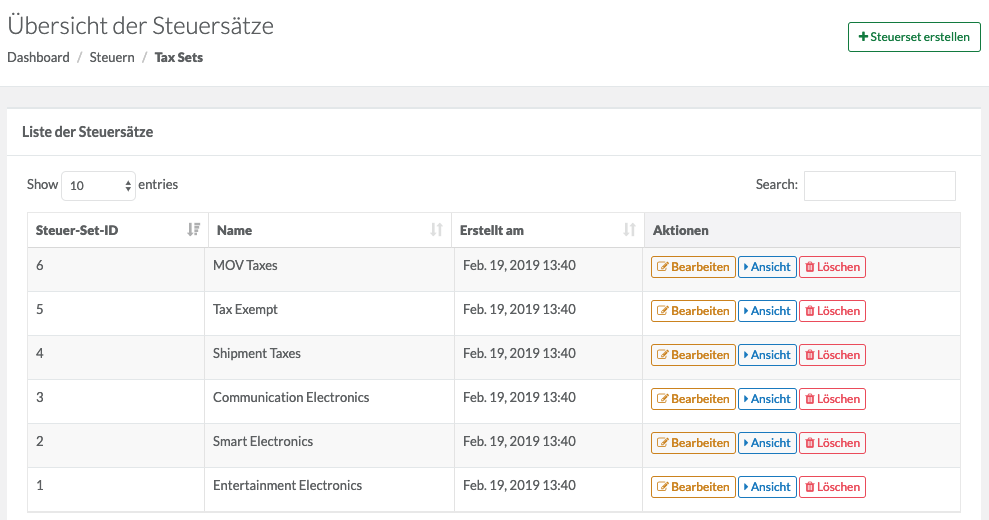 Übersicht der Steuersätze
Steuerset erstellen
Dashboard / Steuern / Tax Sets
Liste der Steuersätze
Show 10 entries Search:
Steuer-Set-ID Name Erstellt am Aktionen
6 MOV Taxes Feb. 19, 2019 13:40 Bearbeiten Ansicht Löschen
5 Tax Exempt Feb. 19, 2019 13:40 Bearbeiten Ansicht Löschen
4 Shipment Taxes Feb. 19, 2019 13:40 Bearbeiten Ansicht Löschen
3 Communication Electronics Feb. 19, 2019 13:40 Bearbeiten Ansicht Löschen
2 Smart Electronics Feb. 19, 2019 13:40 Bearbeiten Ansicht Löschen
1 Entertainment Electronics Feb. 19, 2019 13:40 Bearbeiten Ansicht Löschen